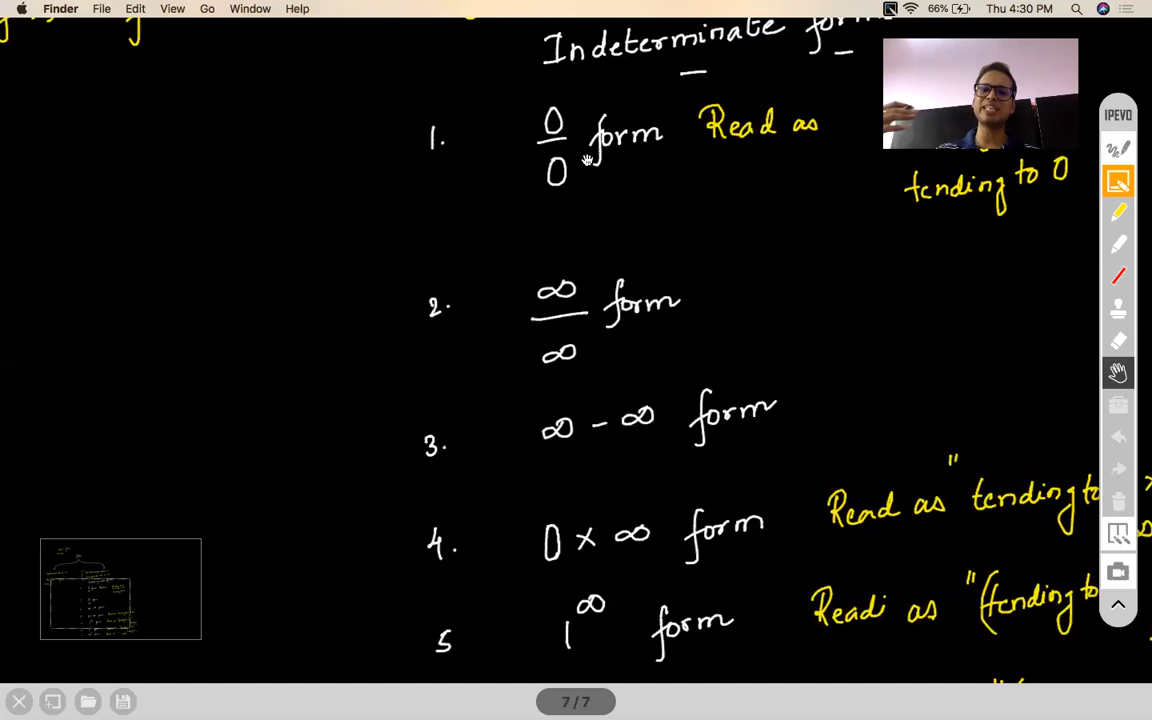 Finder File Edit View Go Window Help 66% Thu 4:30 PM
Indeterminate
1. 0/0 form Read as
tending to 0
IPEVO
2. ∞/∞ form
3. ∞ - ∞ form
4. 0 × ∞ form Read as "tending to
5 1^∞ form Readi as "(tending to
7 / 7